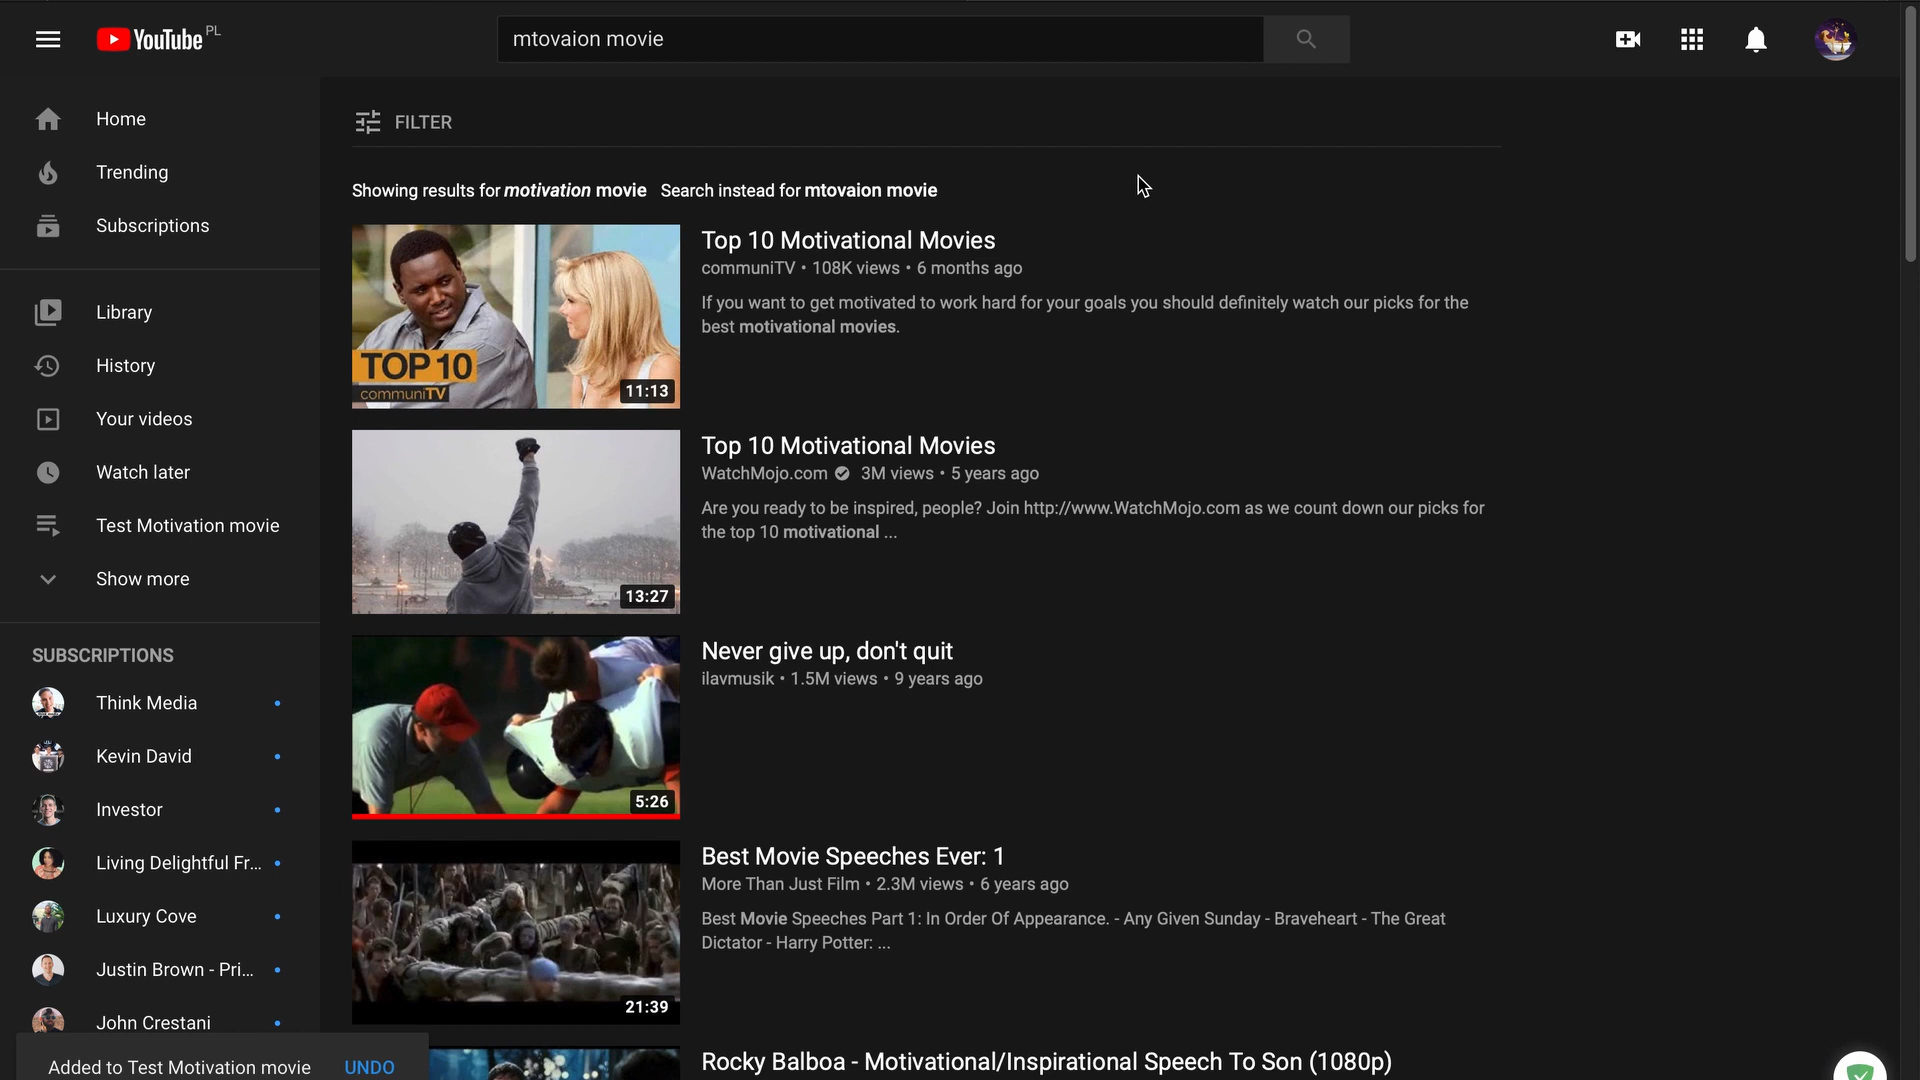 YouTube PL
mtovaion movie
Home
Trending
Subscriptions
Library
History
Your videos
Watch later
Test Motivation movie
Show more
SUBSCRIPTIONS
Think Media
Kevin David
Investor
Living Delightful Fr...
Luxury Cove
Justin Brown - Pri...
John Crestani
Added to Test Motivation movie UNDO
FILTER
Showing results for motivation movie Search instead for mtovaion movie
TOP 10
communiTV
11:13
Top 10 Motivational Movies
communiTV • 108K views • 6 months ago
If you want to get motivated to work hard for your goals you should definitely watch our picks for the
best motivational movies.
13:27
Top 10 Motivational Movies
WatchMojo.com 3M views • 5 years ago
Are you ready to be inspired, people? Join http://www.WatchMojo.com as we count down our picks for
the top 10 motivational ...
5:26
Never give up, don't quit
ilavmusik • 1.5M views • 9 years ago
21:39
Best Movie Speeches Ever: 1
More Than Just Film • 2.3M views • 6 years ago
Best Movie Speeches Part 1: In Order Of Appearance. - Any Given Sunday - Braveheart - The Great
Dictator - Harry Potter: ...
Rocky Balboa - Motivational/Inspirational Speech To Son (1080p)